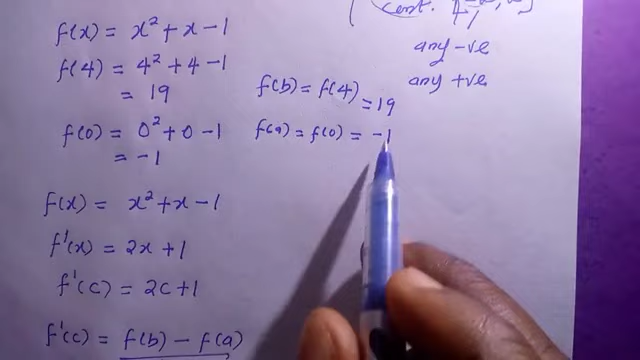 f(x) = x² + x - 1
f(4) = 4² + 4 - 1
= 19
f(0) = 0² + 0 - 1
= -1
f(x) = x² + x - 1
f'(x) = 2x + 1
f'(c) = 2c + 1
f'(c) = f(b) - f(a)
Const.
any -ve
any +ve
f(b) = f(4)
= 19
f(a) = f(0) = -1